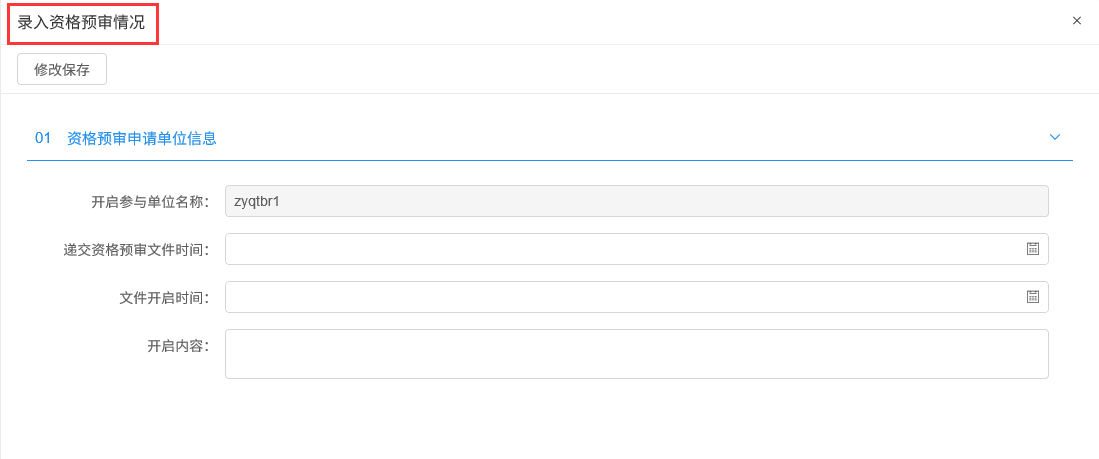 录入资格预审情况
修改保存
01 资格预审申请单位信息
开启参与单位名称： zyqtbr1
递交资格预审文件时间：
文件开启时间：
开启内容：